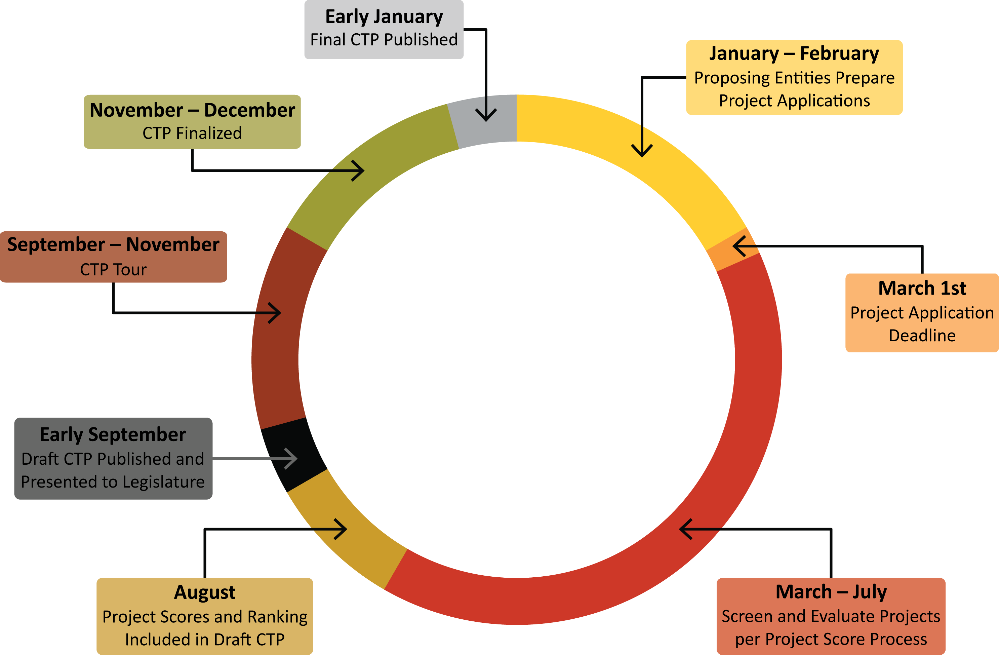 Early January
Final CTP Published
January – February
Proposing Entities Prepare
Project Applications
March 1st
Project Application
Deadline
March – July
Screen and Evaluate Projects
per Project Score Process
August
Project Scores and Ranking
Included in Draft CTP
Early September
Draft CTP Published and
Presented to Legislature
September – November
CTP Tour
November – December
CTP Finalized